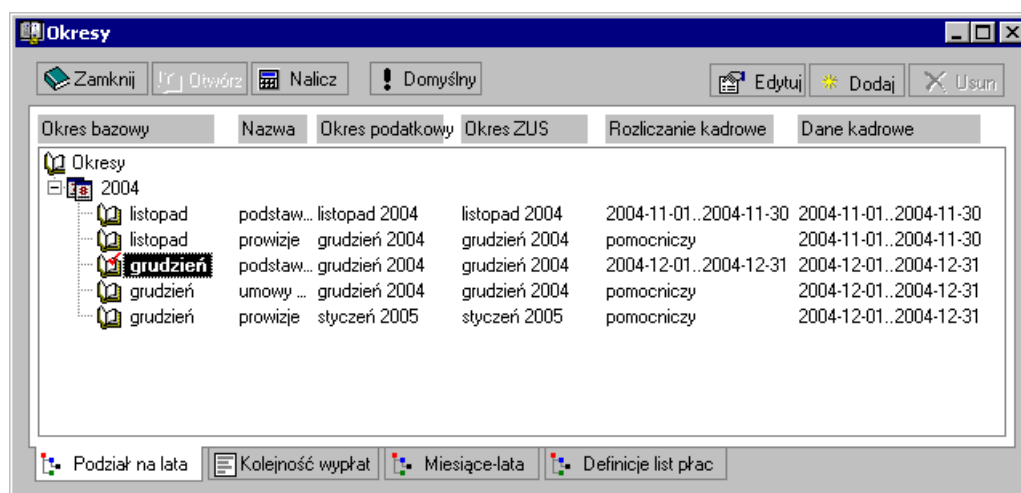 Okresy
Zamknij Otwórz Nalicz Domyślny Edytuj Dodaj Usuń
Okres bazowy Nazwa Okres podatkowy Okres ZUS Rozliczanie kadrowe Dane kadrowe
Okresy
2004
listopad podstaw... listopad 2004 listopad 2004 2004-11-01..2004-11-30 2004-11-01..2004-11-30
listopad prowizje grudzień 2004 grudzień 2004 pomocniczy 2004-11-01..2004-11-30
grudzień podstaw... grudzień 2004 grudzień 2004 2004-12-01..2004-12-31 2004-12-01..2004-12-31
grudzień umowy ... grudzień 2004 grudzień 2004 pomocniczy 2004-12-01..2004-12-31
grudzień prowizje styczeń 2005 styczeń 2005 pomocniczy 2004-12-01..2004-12-31
Podział na lata Kolejność wypłat Miesiące-lata Definicje list płac